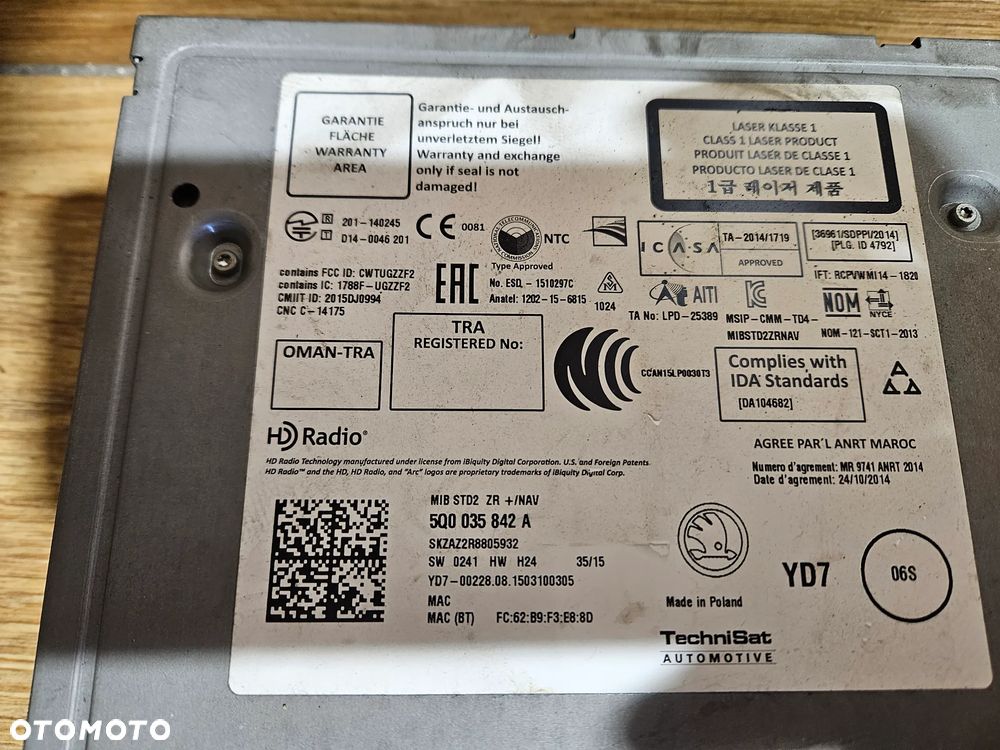 GARANTIE
FLÄCHE
WARRANTY
AREA
Garantie- und Austausch-
anspruch nur bei
unverletztem Siegel!
Warranty and exchange
only if seal is not
damaged!
LASER KLASSE 1
CLASS 1 LASER PRODUCT
PRODUIT LASER DE CLASSE 1
PRODUCTO LASER DE CLASE 1
1급 레이저 제품
R 201-140245
T D14-0046 201
CE 0081
NATIONAL TELECOMMUNICATIONS COMMISSION
NTC
Type Approved
ICASA
TA-2014/1719
APPROVED
[36961/SDPPI/2014]
[PLG. ID 4792]
IFT: RCPVWMI14-1820
contains FCC ID: CWTUGZZF2
contains IC: 1788F-UGZZF2
CMIIT ID: 2015DJ0994
CNC C-14175
EAC
No. ESD - 1510297C
Anatel: 1202-15-6815
1024
AITI
TA No: LPD-25389
MSIP-CMM-TD4-
MIBSTD2ZRNAV
NOM
NYCE
NOM-121-SCT1-2013
OMAN-TRA
TRA
REGISTERED No:
CCAN15LP0030T3
Complies with
IDA Standards
[DA104682]
HD Radio®
HD Radio Technology manufactured under license from iBiquity Digital Corporation. U.S. and Foreign Patents.
HD Radio™ and the HD, HD Radio, and "Arc" logos are proprietary trademarks of iBiquity Digital Corp.
AGREE PAR'L ANRT MAROC
Numero d'agrement: MR 9741 ANRT 2014
Date d'agrement: 24/10/2014
MIB STD2 ZR +/NAV
5Q0 035 842 A
SKZAZ2R8805932
SW 0241 HW H24 35/15
YD7-00228.08.1503100305
MAC
MAC (BT) FC:62:B9:F3:E8:8D
Made in Poland
YD7
06S
TechniSat
AUTOMOTIVE
OTOMOTO